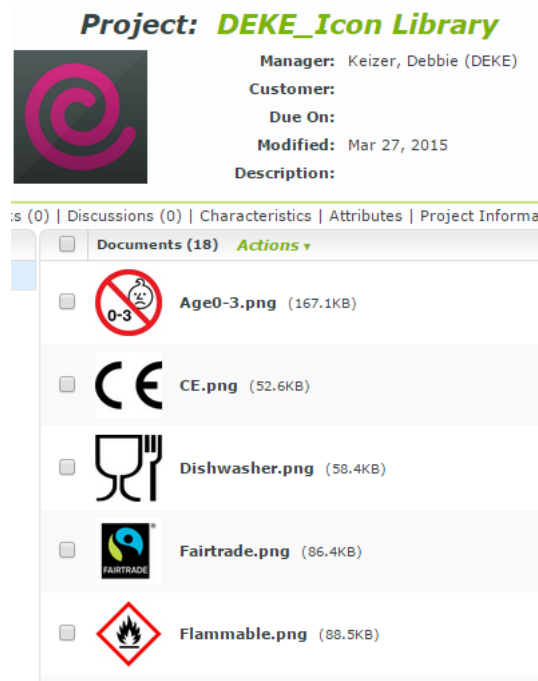 Project: DEKE_Icon Library
Manager: Keizer, Debbie (DEKE)
Customer:
Due On:
Modified: Mar 27, 2015
Description:
s (0) | Discussions (0) | Characteristics | Attributes | Project Informa
Documents (18) Actions ▾
0-3
Age0-3.png (167.1KB)
CE
CE.png (52.6KB)
Dishwasher.png (58.4KB)
FAIRTRADE
Fairtrade.png (86.4KB)
Flammable.png (88.5KB)